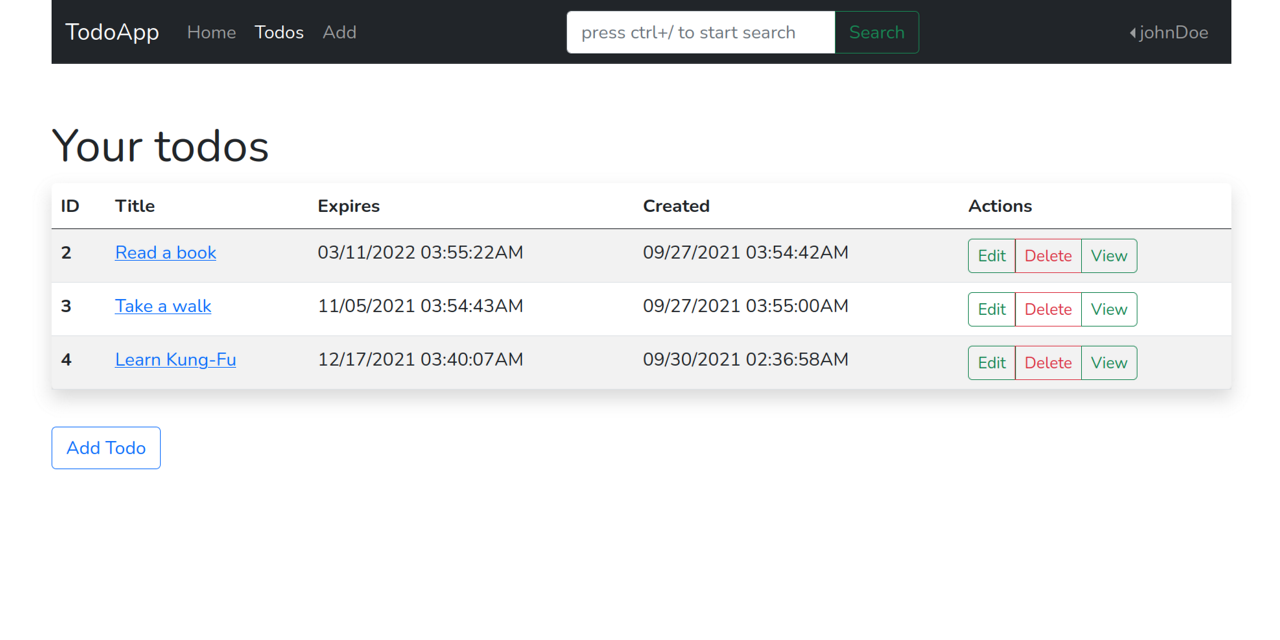 TodoApp Home Todos Add press ctrl+/ to start search Search johnDoe
Your todos
ID Title Expires Created Actions
2 Read a book 03/11/2022 03:55:22AM 09/27/2021 03:54:42AM Edit Delete View
3 Take a walk 11/05/2021 03:54:43AM 09/27/2021 03:55:00AM Edit Delete View
4 Learn Kung-Fu 12/17/2021 03:40:07AM 09/30/2021 02:36:58AM Edit Delete View
Add Todo